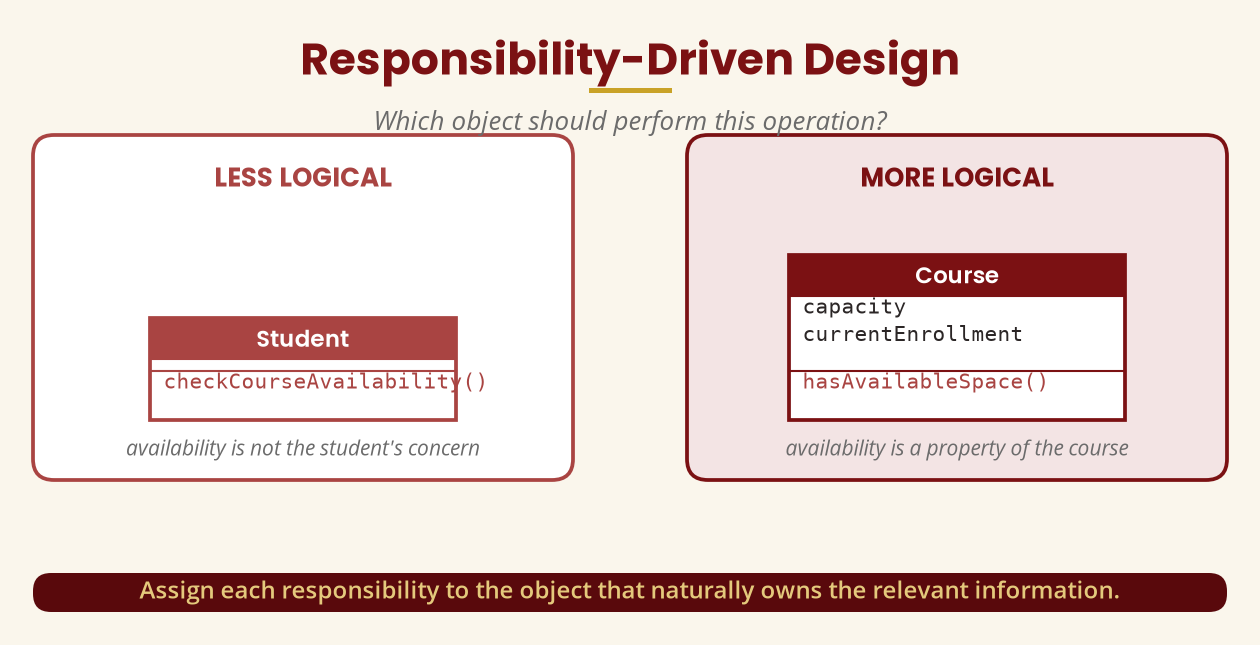 Responsibility-Driven Design
Which object should perform this operation?
LESS LOGICAL
Student
checkCourseAvailability()
availability is not the student's concern
MORE LOGICAL
Course
capacity
currentEnrollment
hasAvailableSpace()
availability is a property of the course
Assign each responsibility to the object that naturally owns the relevant information.